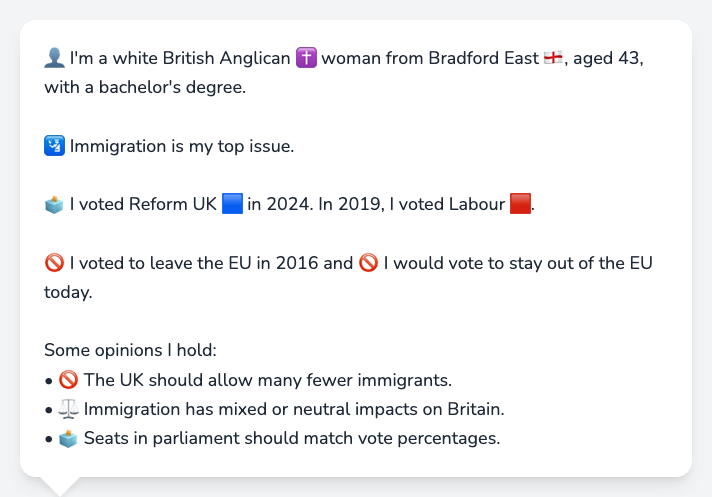 👤 I'm a white British Anglican ✝️ woman from Bradford East 🏴󠁧󠁢󠁥󠁮󠁧󠁿, aged 43,
with a bachelor's degree.
🛂 Immigration is my top issue.
🗳️ I voted Reform UK 🟦 in 2024. In 2019, I voted Labour 🟥.
🚫 I voted to leave the EU in 2016 and 🚫 I would vote to stay out of the EU
today.
Some opinions I hold:
• 🚫 The UK should allow many fewer immigrants.
• ⚖️ Immigration has mixed or neutral impacts on Britain.
• 🗳️ Seats in parliament should match vote percentages.